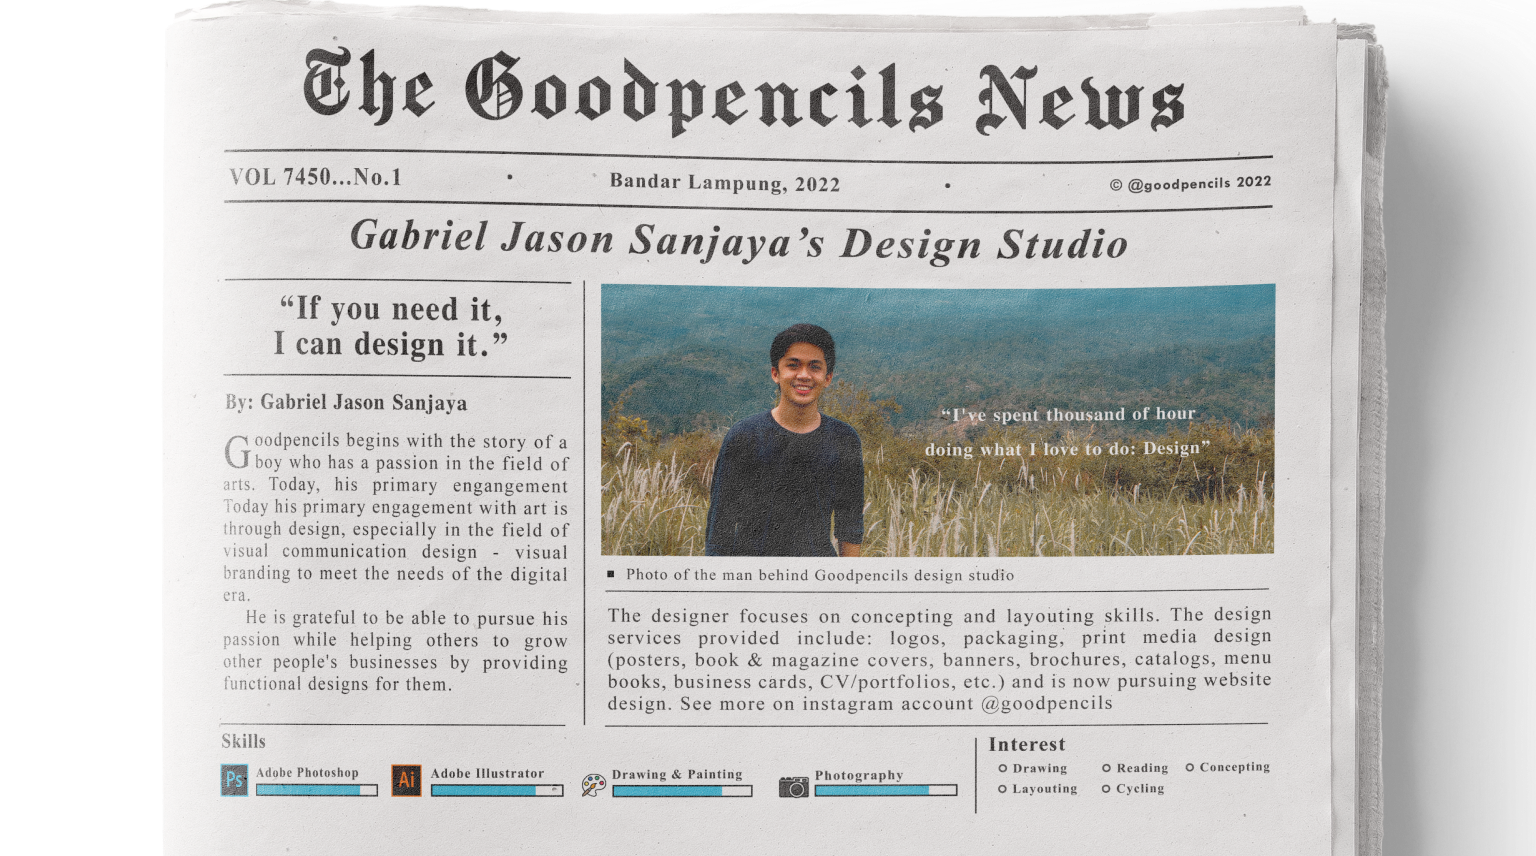 The Goodpencils News
VOL 7450...No.1 • Bandar Lampung, 2022 • © @goodpencils 2022
Gabriel Jason Sanjaya’s Design Studio
“If you need it,
I can design it.”
By: Gabriel Jason Sanjaya
Goodpencils begins with the story of a
boy who has a passion in the field of
arts. Today, his primary engangement
Today his primary engagement with art is
through design, especially in the field of
visual communication design - visual
branding to meet the needs of the digital
era.
He is grateful to be able to pursue his
passion while helping others to grow
other people's businesses by providing
functional designs for them.
“I've spent thousand of hour
doing what I love to do: Design”
Photo of the man behind Goodpencils design studio
The designer focuses on concepting and layouting skills. The design
services provided include: logos, packaging, print media design
(posters, book & magazine covers, banners, brochures, catalogs, menu
books, business cards, CV/portfolios, etc.) and is now pursuing website
design. See more on instagram account @goodpencils
Skills
Ps Adobe Photoshop
Ai Adobe Illustrator
Drawing & Painting
Photography
Interest
Drawing
Reading
Concepting
Layouting
Cycling